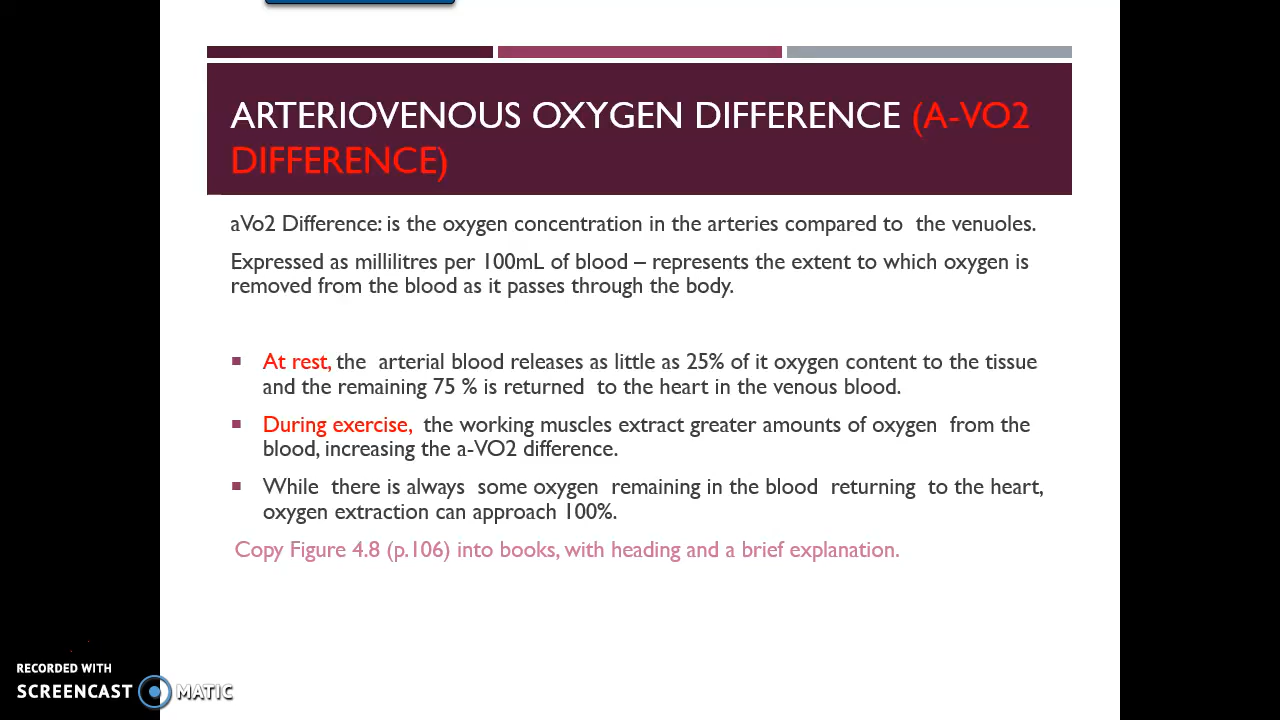 ARTERIOVENOUS OXYGEN DIFFERENCE (A-VO2
DIFFERENCE)
aVo2 Difference: is the oxygen concentration in the arteries compared to the venuoles.
Expressed as millilitres per 100mL of blood – represents the extent to which oxygen is
removed from the blood as it passes through the body.
▪ At rest, the arterial blood releases as little as 25% of it oxygen content to the tissue
and the remaining 75 % is returned to the heart in the venous blood.
▪ During exercise, the working muscles extract greater amounts of oxygen from the
blood, increasing the a-VO2 difference.
▪ While there is always some oxygen remaining in the blood returning to the heart,
oxygen extraction can approach 100%.
Copy Figure 4.8 (p.106) into books, with heading and a brief explanation.
RECORDED WITH
SCREENCAST MATIC